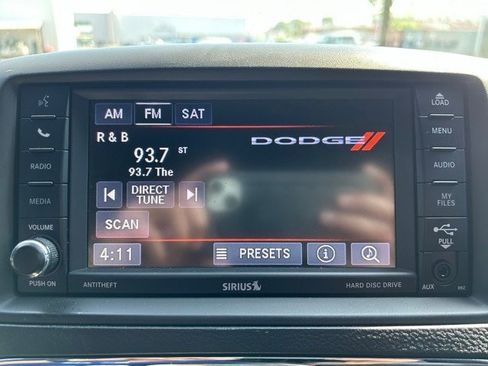 AM FM SAT
R & B
93.7 ST
93.7 The
DODGE
DIRECT TUNE
SCAN
4:11
PRESETS
RADIO
MEDIA
VOLUME
PUSH ON
ANTITHEFT
SIRIUS
HARD DISC DRIVE
LOAD
MENU
AUDIO
MY FILES
PULL
AUX